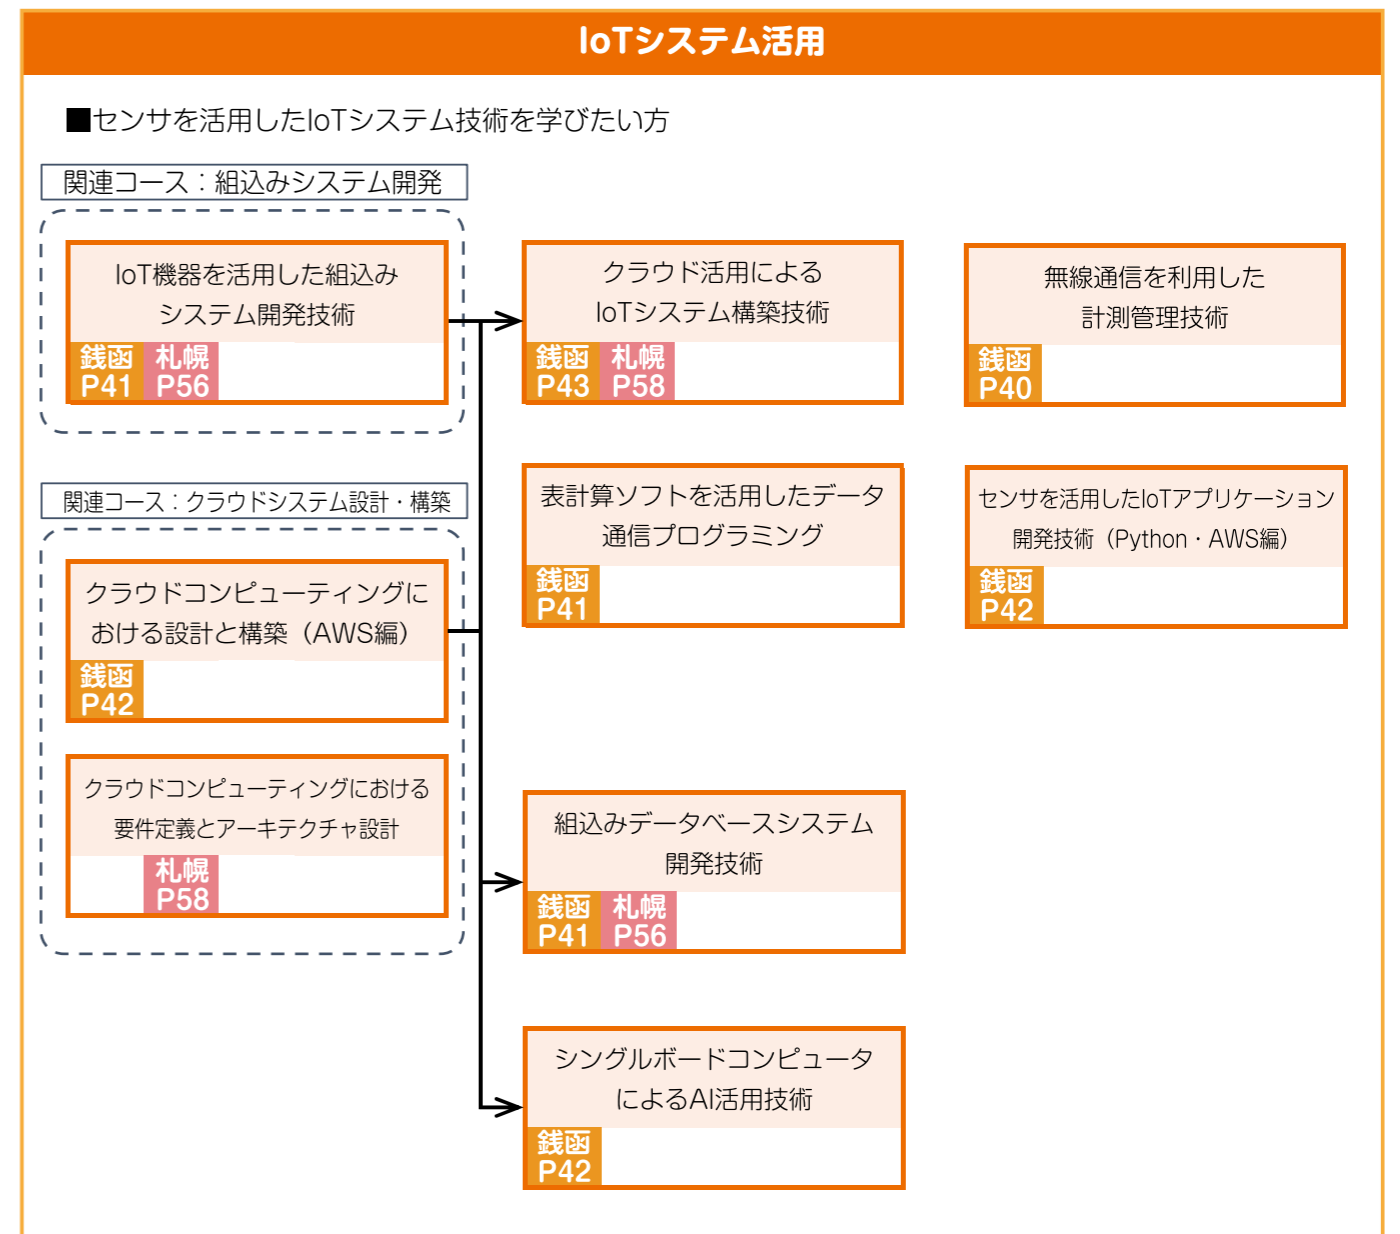 IoTシステム活用
■センサを活用したIoTシステム技術を学びたい方
関連コース：組込みシステム開発
IoT機器を活用した組込み
システム開発技術
銭函 札幌
P41 P56
クラウド活用による
IoTシステム構築技術
銭函 札幌
P43 P58
無線通信を利用した
計測管理技術
銭函
P40
関連コース：クラウドシステム設計・構築
クラウドコンピューティングに
おける設計と構築（AWS編）
銭函
P42
表計算ソフトを活用したデータ
通信プログラミング
銭函
P41
センサを活用したIoTアプリケーション
開発技術（Python・AWS編）
銭函
P42
クラウドコンピューティングにおける
要件定義とアーキテクチャ設計
札幌
P58
組込みデータベースシステム
開発技術
銭函 札幌
P41 P56
シングルボードコンピュータ
によるAI活用技術
銭函
P42